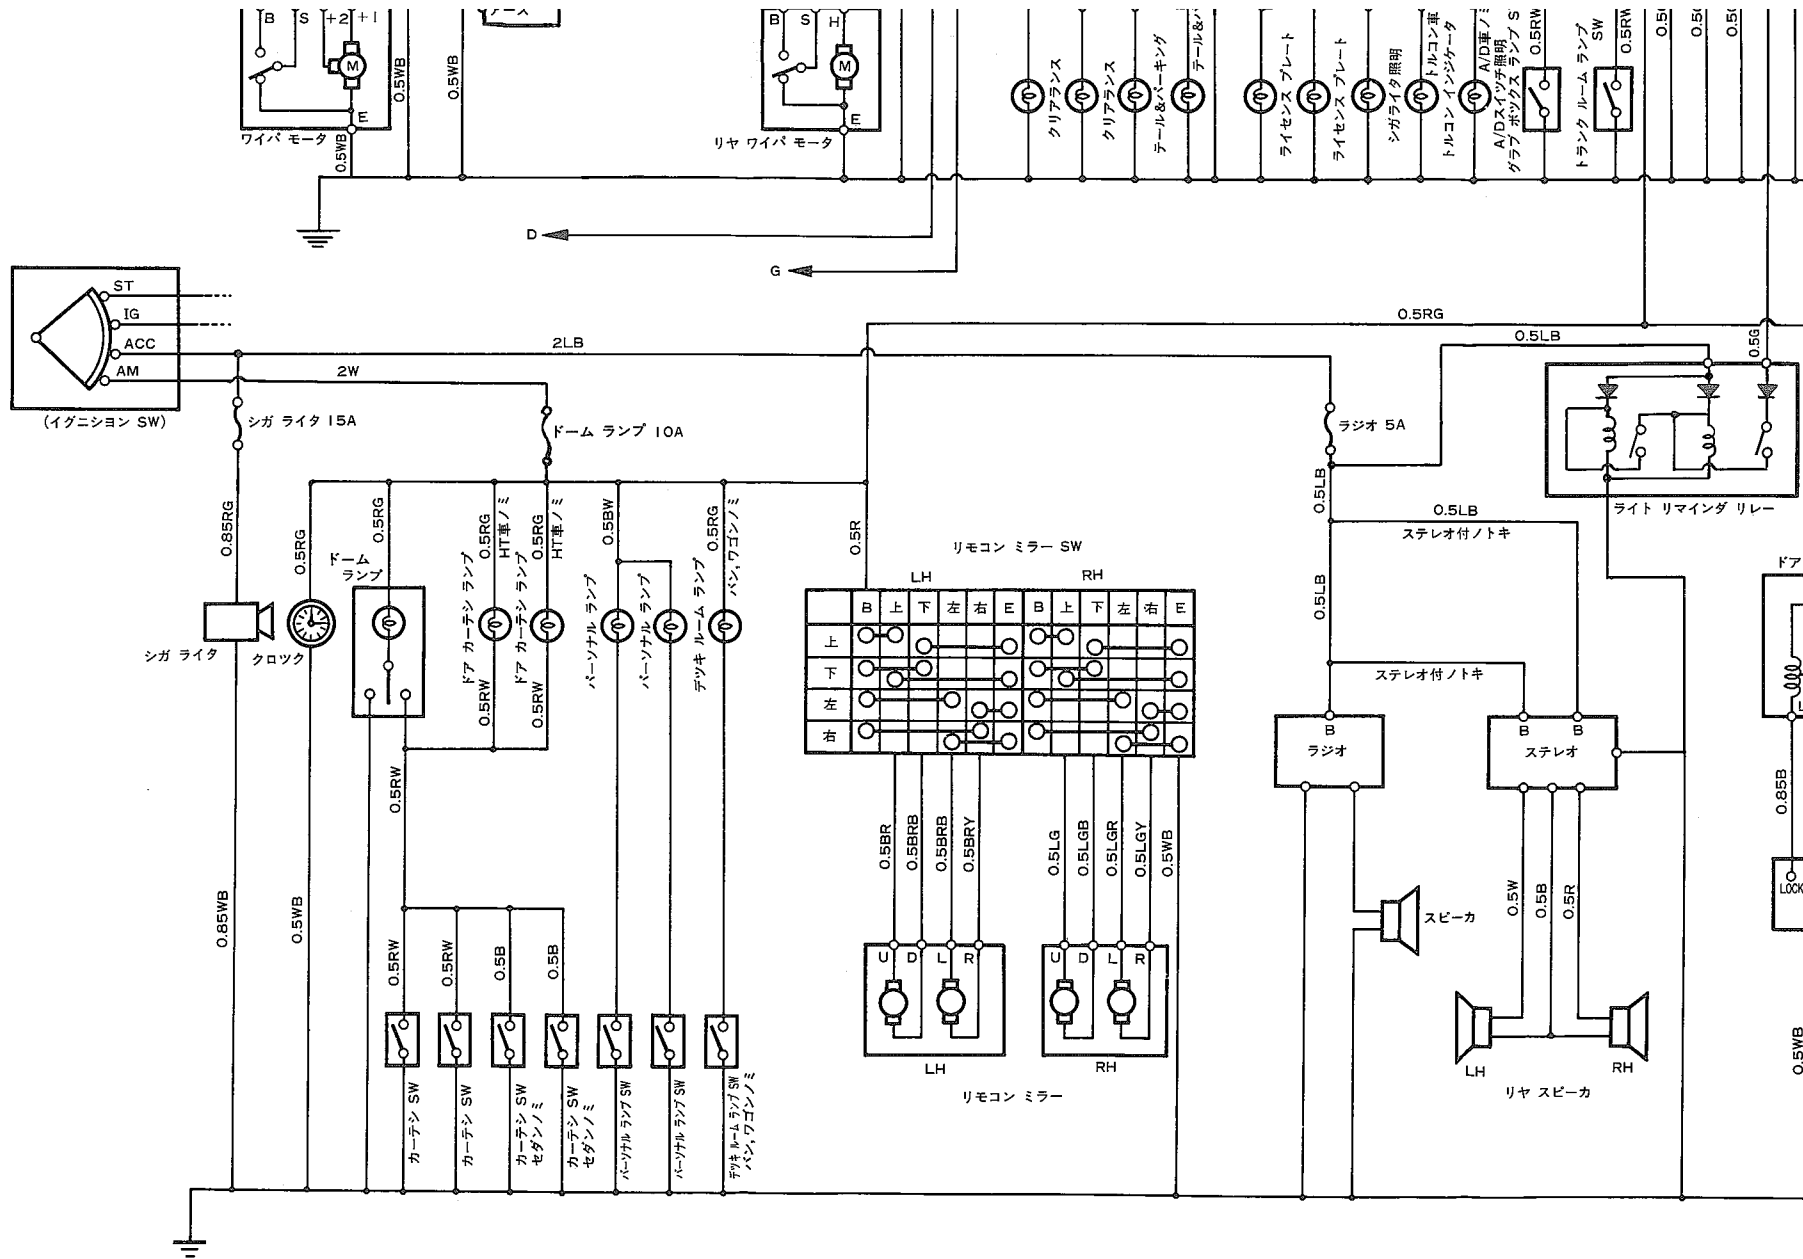 B
S
+2
+1
M
E
0.5WB
ワイパ モータ
0.5WB
0.5WB
アース
B
S
H
M
E
リヤ ワイパ モータ
クリアランス
クリアランス
テール&パーキング
ライセンス プレート
ライセンス プレート
シガライタ照明
トルコン車
トルコン インジケータ
A/D車ノミ
A/Dスイッチ照明
グラブ ボックス ランプ S
0.5RW
トランク ルーム ランプ
SW
0.5RW
D
G
ST
IG
ACC
AM
(イグニシヨン SW)
2LB
2W
0.5RG
0.5LB
0.5G
シガ ライタ 15A
ドーム ランプ 10A
ラジオ 5A
ライト リマインダ リレー
0.85RG
0.5RG
0.5RG
0.5RG
HT車ノミ
0.5RG
HT車ノミ
0.5BW
0.5RG
バン,ワゴンノミ
0.5R
0.5LB
0.5LB
ステレオ付ノトキ
0.5LB
ステレオ付ノトキ
シガ ライタ
クロツク
ドーム
ランプ
ドア カーテシ ランプ
0.5RW
ドア カーテシ ランプ
0.5RW
パーソナル ランプ
パーソナル ランプ
デツキ ルーム ランプ
リモコン ミラー SW
LH
RH
B 上 下 左 右 E B 上 下 左 右 E
上
下
左
右
0.5BR
0.5BRB
0.5BRB
0.5BRY
0.5LG
0.5LGB
0.5LGR
0.5LGY
0.5WB
U D L R
U D L R
LH
RH
リモコン ミラー
B
ラジオ
B
B
ステレオ
スピーカ
0.5W
0.5B
0.5R
LH
RH
リヤ スピーカ
ドア
L
0.85B
LOCK
0.5WB
0.85WB
0.5WB
0.5RW
0.5RW
0.5RW
0.5B
0.5B
カーテシ SW
カーテシ SW
カーテシ SW
セダンノミ
カーテシ SW
セダンノミ
パーソナル ランプ SW
パーソナル ランプ SW
デツキ ルーム ランプ SW
バン,ワゴンノミ